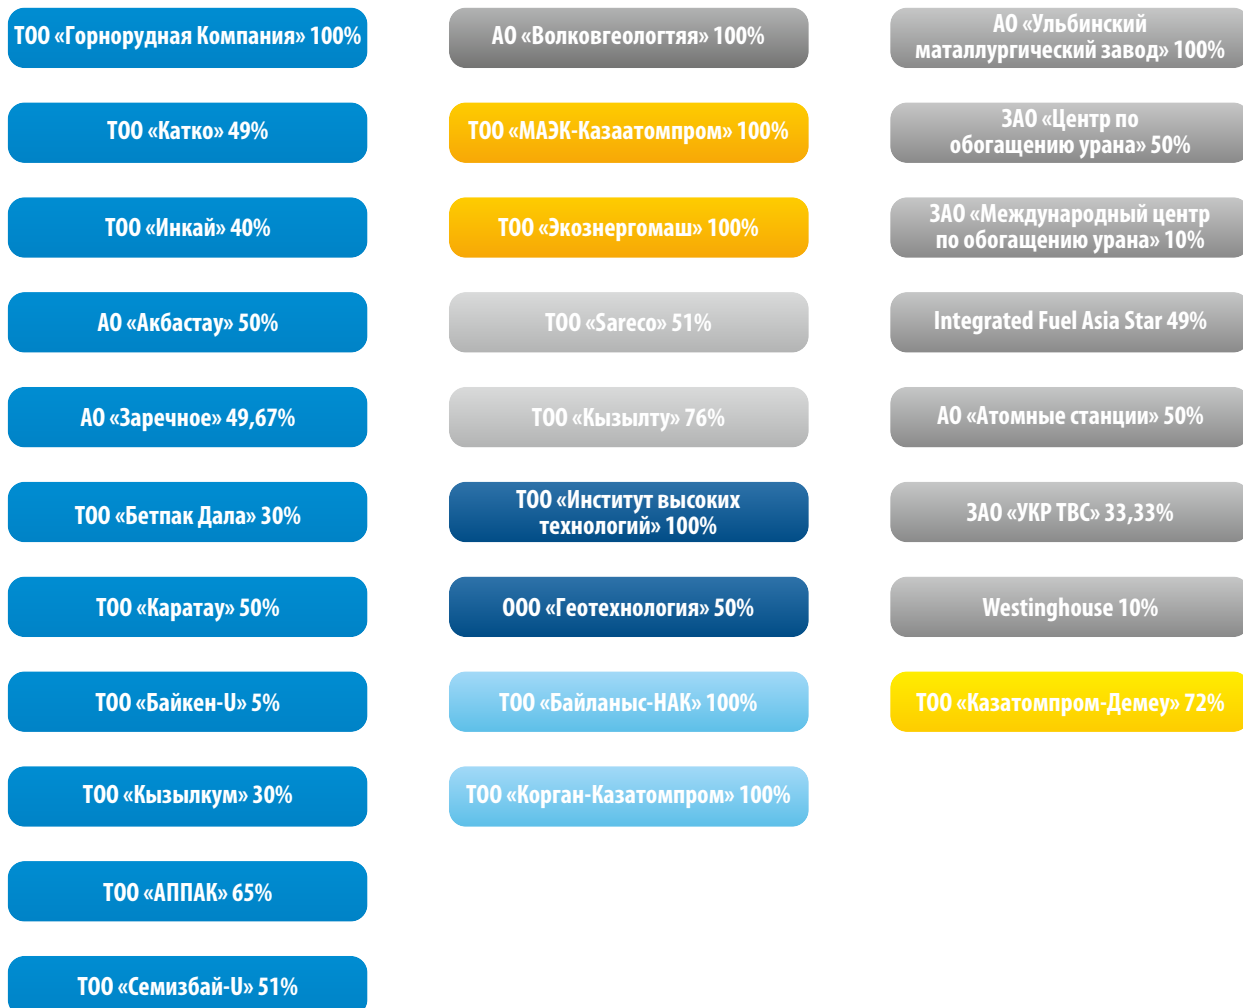 ТОО «Горнорудная Компания» 100%
ТОО «Катко» 49%
ТОО «Инкай» 40%
АО «Акбастау» 50%
АО «Заречное» 49,67%
ТОО «Бетпак Дала» 30%
ТОО «Каратау» 50%
ТОО «Байкен-U» 5%
ТОО «Кызылкум» 30%
ТОО «АППАК» 65%
ТОО «Семизбай-U» 51%
АО «Волковгеологтяя» 100%
ТОО «МАЭК-Казаатомпром» 100%
ТОО «Экознергомаш» 100%
ТОО «Sareco» 51%
ТОО «Кызылту» 76%
ТОО «Институт высоких
технологий» 100%
ООО «Геотехнология» 50%
ТОО «Байланыс-НАК» 100%
ТОО «Корган-Казатомпром» 100%
АО «Ульбинский
маталлургический завод» 100%
ЗАО «Центр по
обогащению урана» 50%
ЗАО «Международный центр
по обогащению урана» 10%
Integrated Fuel Asia Star 49%
АО «Атомные станции» 50%
ЗАО «УКР ТВС» 33,33%
Westinghouse 10%
ТОО «Казатомпром-Демеу» 72%